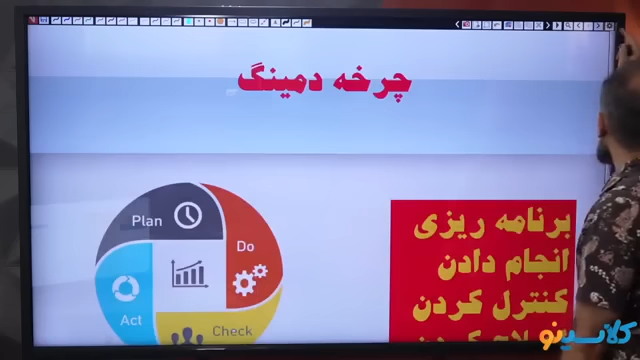 چرخه دمینگ
Plan
Do
Act
Check
برنامه ریزی
انجام دادن
کنترل کردن
کلاسینو